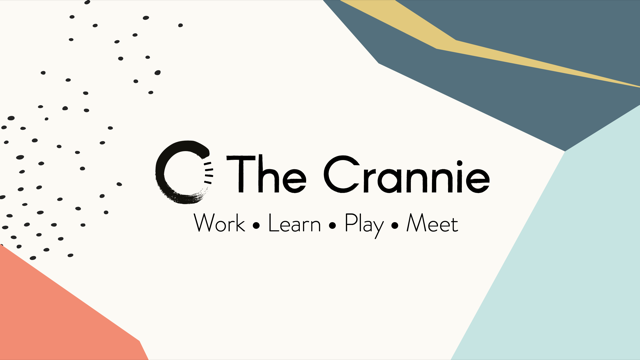 The Crannie
Work • Learn • Play • Meet